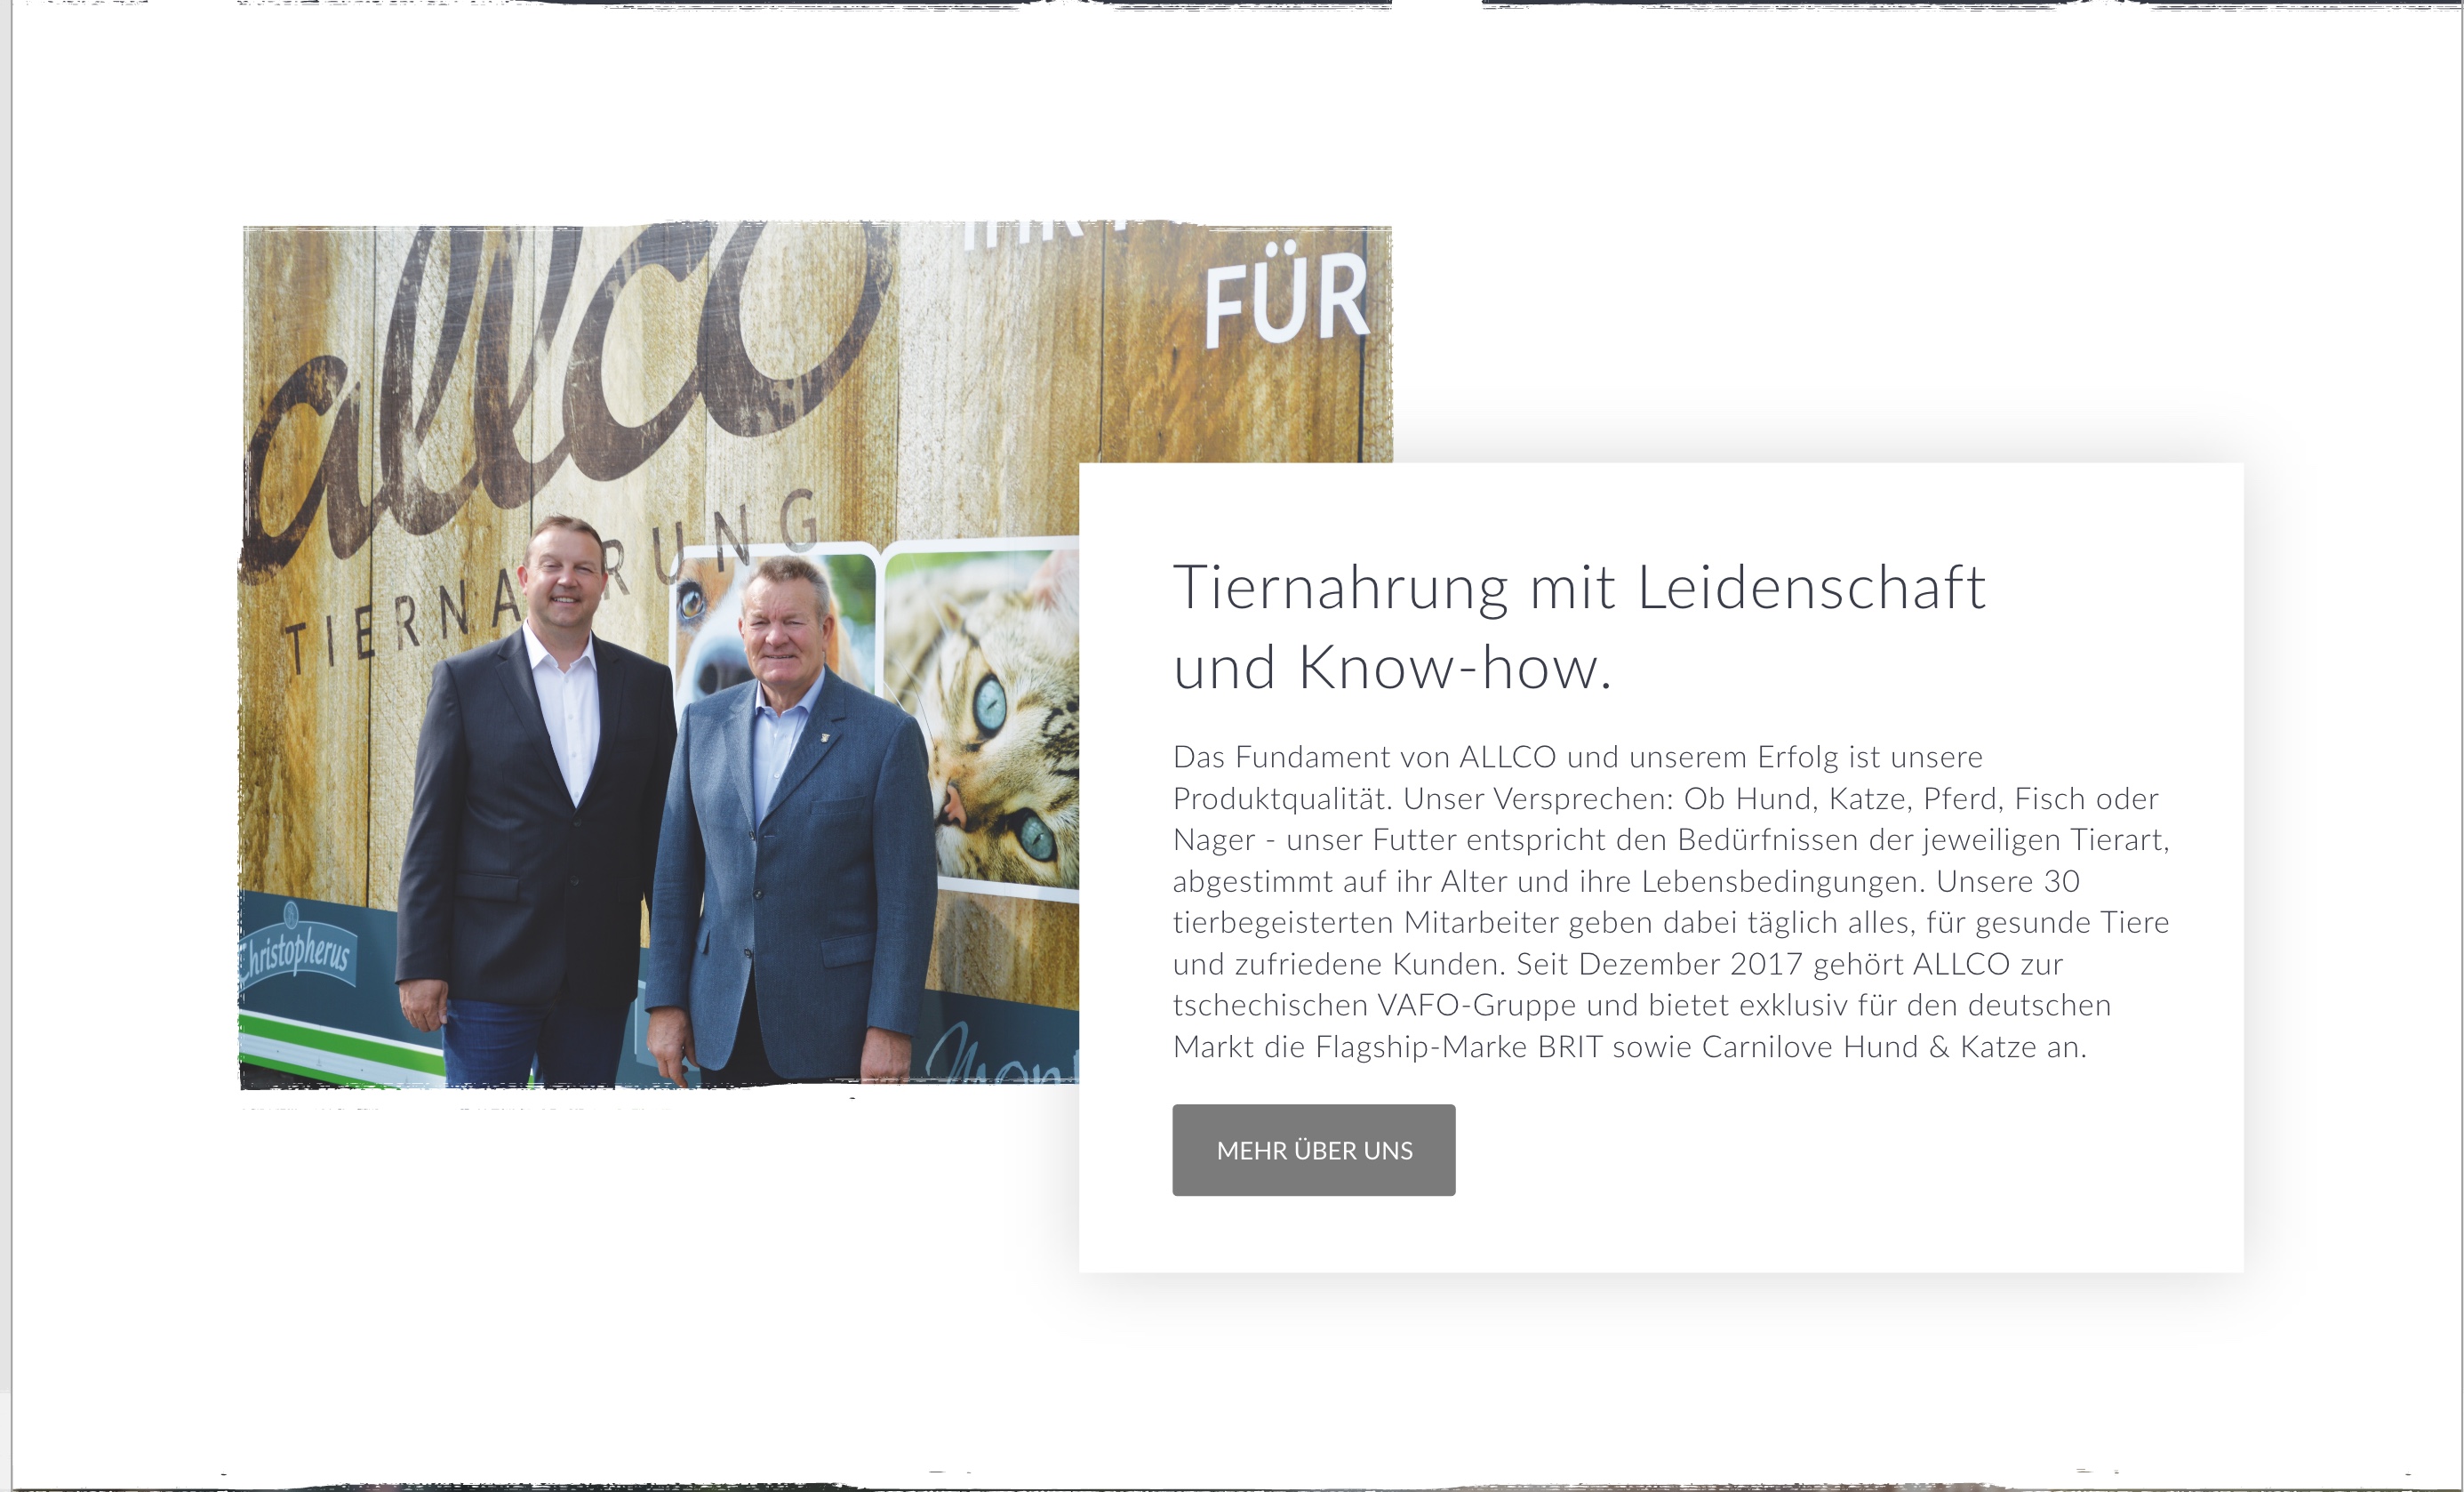 allco
FÜR
TIERNA RUNG
Christopherus
Tiernahrung mit Leidenschaft
und Know-how.
Das Fundament von ALLCO und unserem Erfolg ist unsere
Produktqualität. Unser Versprechen: Ob Hund, Katze, Pferd, Fisch oder
Nager - unser Futter entspricht den Bedürfnissen der jeweiligen Tierart,
abgestimmt auf ihr Alter und ihre Lebensbedingungen. Unsere 30
tierbegeisterten Mitarbeiter geben dabei täglich alles, für gesunde Tiere
und zufriedene Kunden. Seit Dezember 2017 gehört ALLCO zur
tschechischen VAFO-Gruppe und bietet exklusiv für den deutschen
Markt die Flagship-Marke BRIT sowie Carnilove Hund & Katze an.
MEHR ÜBER UNS